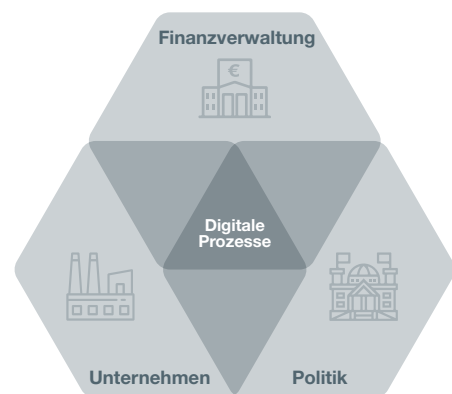 Finanzverwaltung
€
Digitale
Prozesse
Unternehmen
Politik